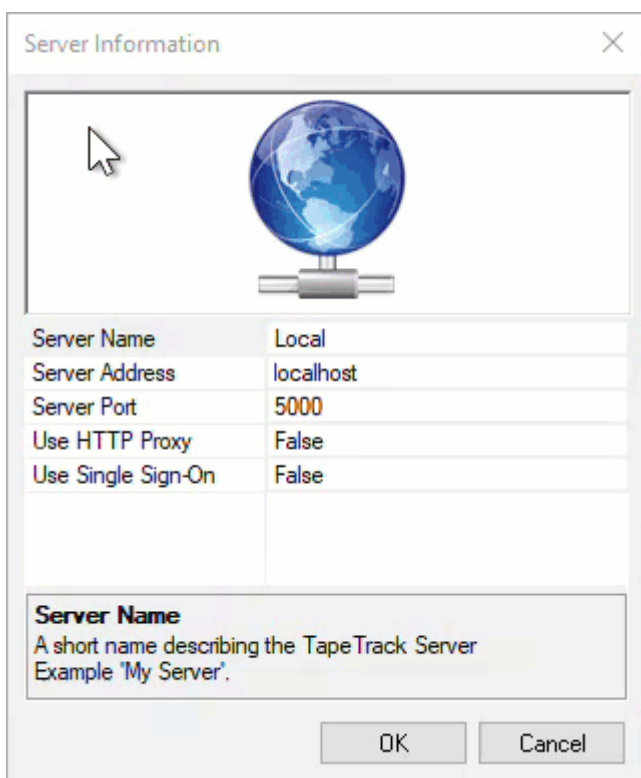 Server Information
Server Name Local
Server Address localhost
Server Port 5000
Use HTTP Proxy False
Use Single Sign-On False
Server Name
A short name describing the TapeTrack Server
Example "My Server".
OK Cancel